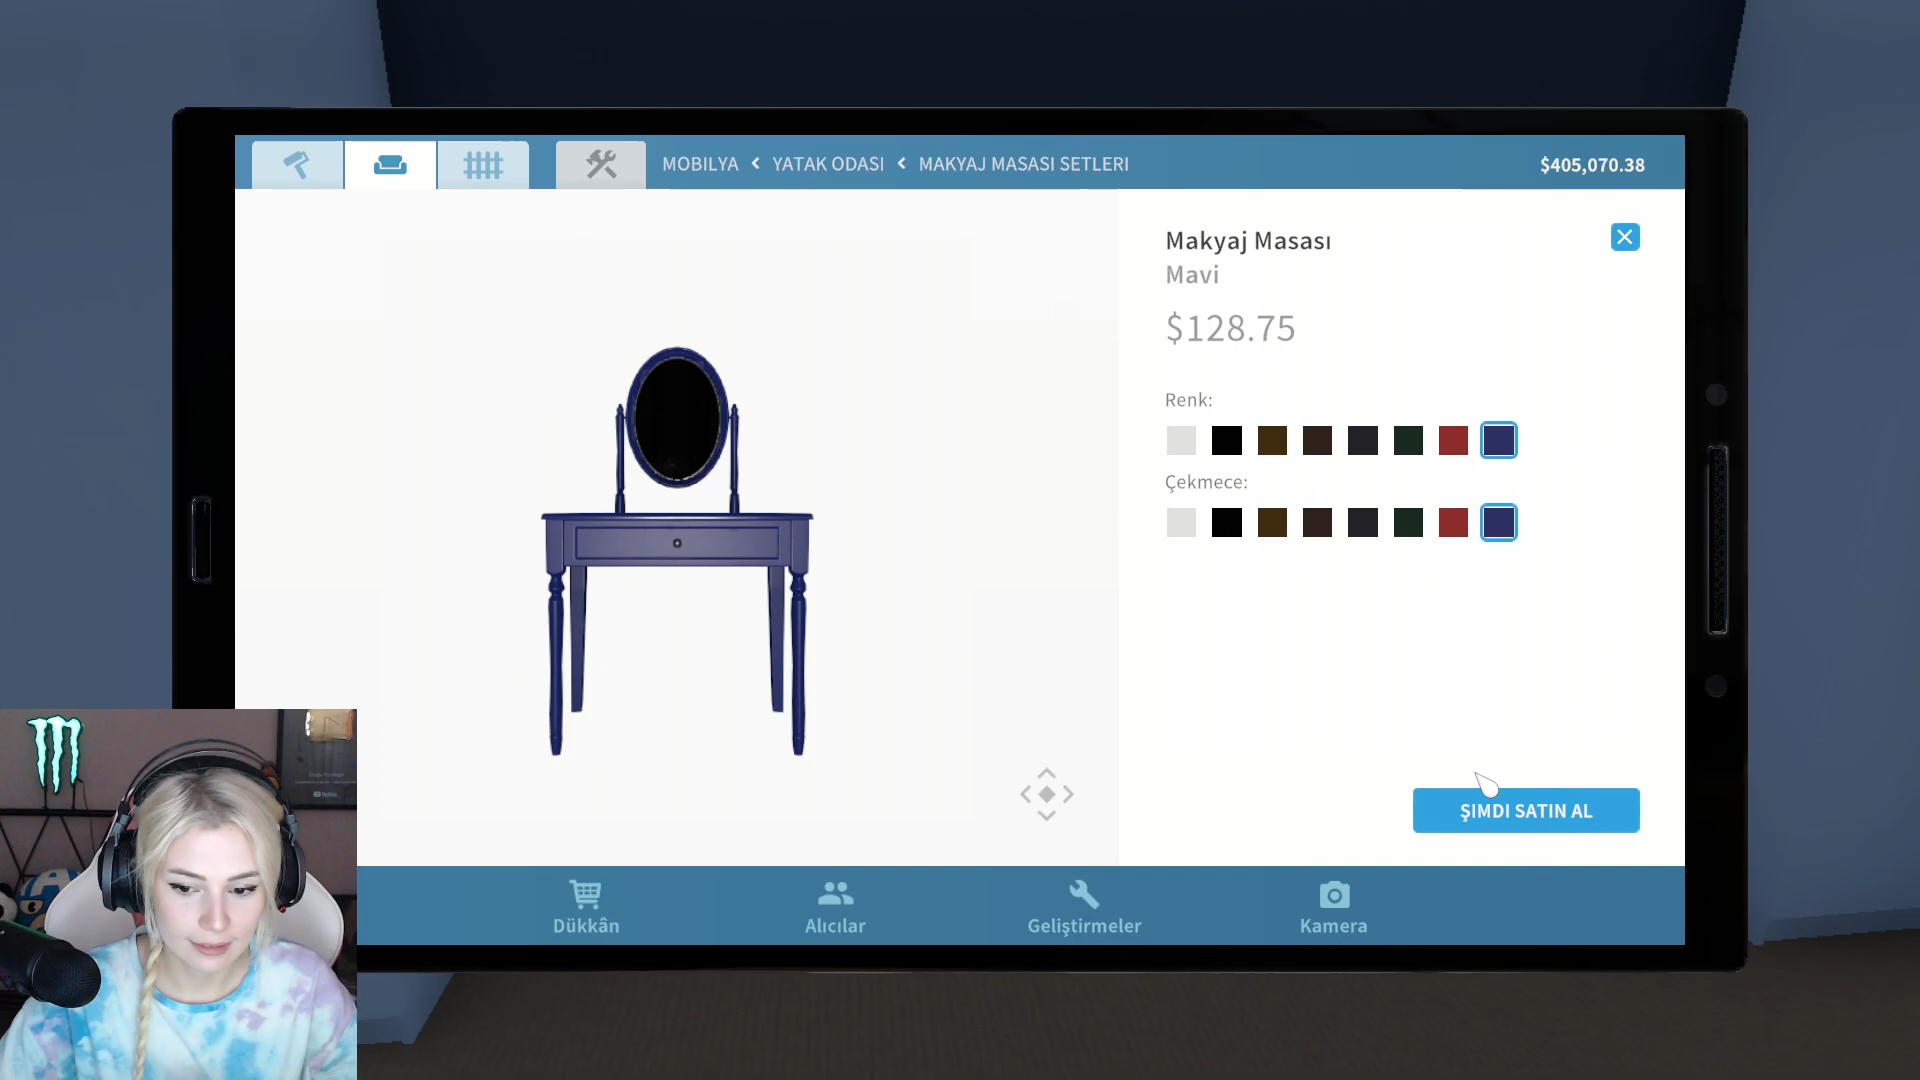 MOBILYA < YATAK ODASI < MAKYAJ MASASI SETLERI
$405,070.38
Makyaj Masası
Mavi
$128.75
Renk:
Çekmece:
ŞIMDI SATIN AL
Dükkân
Alıcılar
Geliştirmeler
Kamera